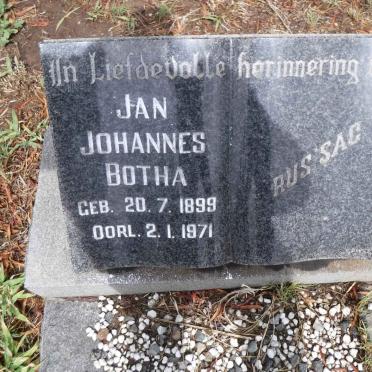 In Liefdevolle herinnering
JAN
JOHANNES
BOTHA
GEB. 20.7.1899
OORL. 2.1.1971
RUS SAG